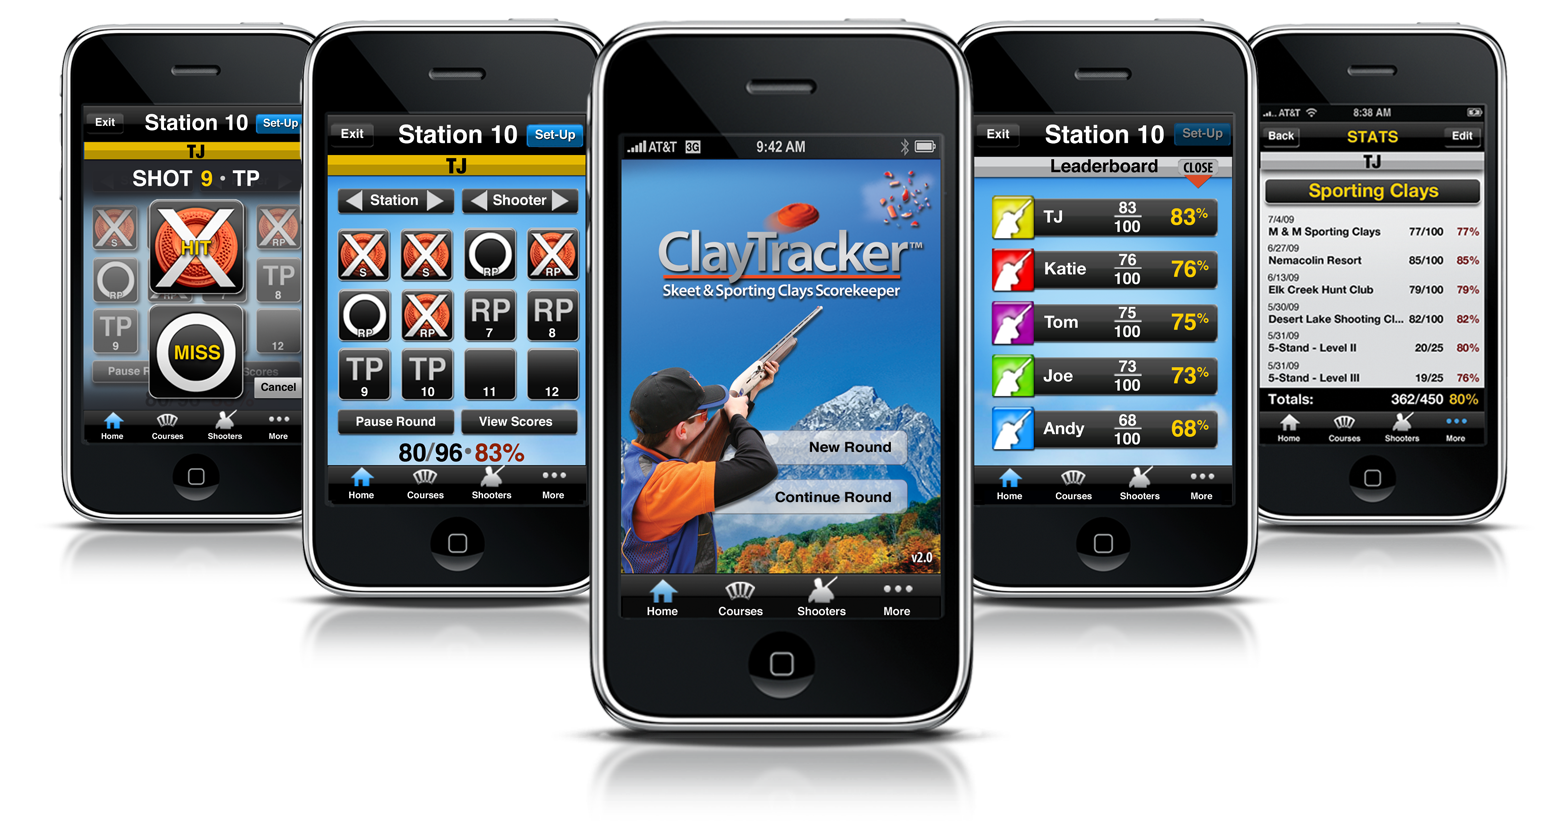 Exit Station 10 Set-Up
TJ
SHOT 9 • TP
X S
HIT
X RP
RP
TP 8
TP 9
MISS
12
Cancel
Home Courses Shooters More
Exit Station 10 Set-Up
TJ
Station Shooter
X S X S RP X RP
RP X RP RP 7 RP 8
TP 9 TP 10 11 12
Pause Round View Scores
80/96•83%
Home Courses Shooters More
AT&T 3G 9:42 AM
ClayTracker™
Skeet & Sporting Clays Scorekeeper
New Round
Continue Round
v2.0
Home Courses Shooters More
Exit Station 10 Set-Up
Leaderboard CLOSE
TJ 83/100 83%
Katie 76/100 76%
Tom 75/100 75%
Joe 73/100 73%
Andy 68/100 68%
Home Courses Shooters More
AT&T 8:38 AM
Back STATS Edit
TJ
Sporting Clays
7/4/09
M & M Sporting Clays 77/100 77%
6/27/09
Nemacolin Resort 85/100 85%
6/13/09
Elk Creek Hunt Club 79/100 79%
5/30/09
Desert Lake Shooting Cl... 82/100 82%
5/31/09
5-Stand - Level II 20/25 80%
5/31/09
5-Stand - Level III 19/25 76%
Totals: 362/450 80%
Home Courses Shooters More